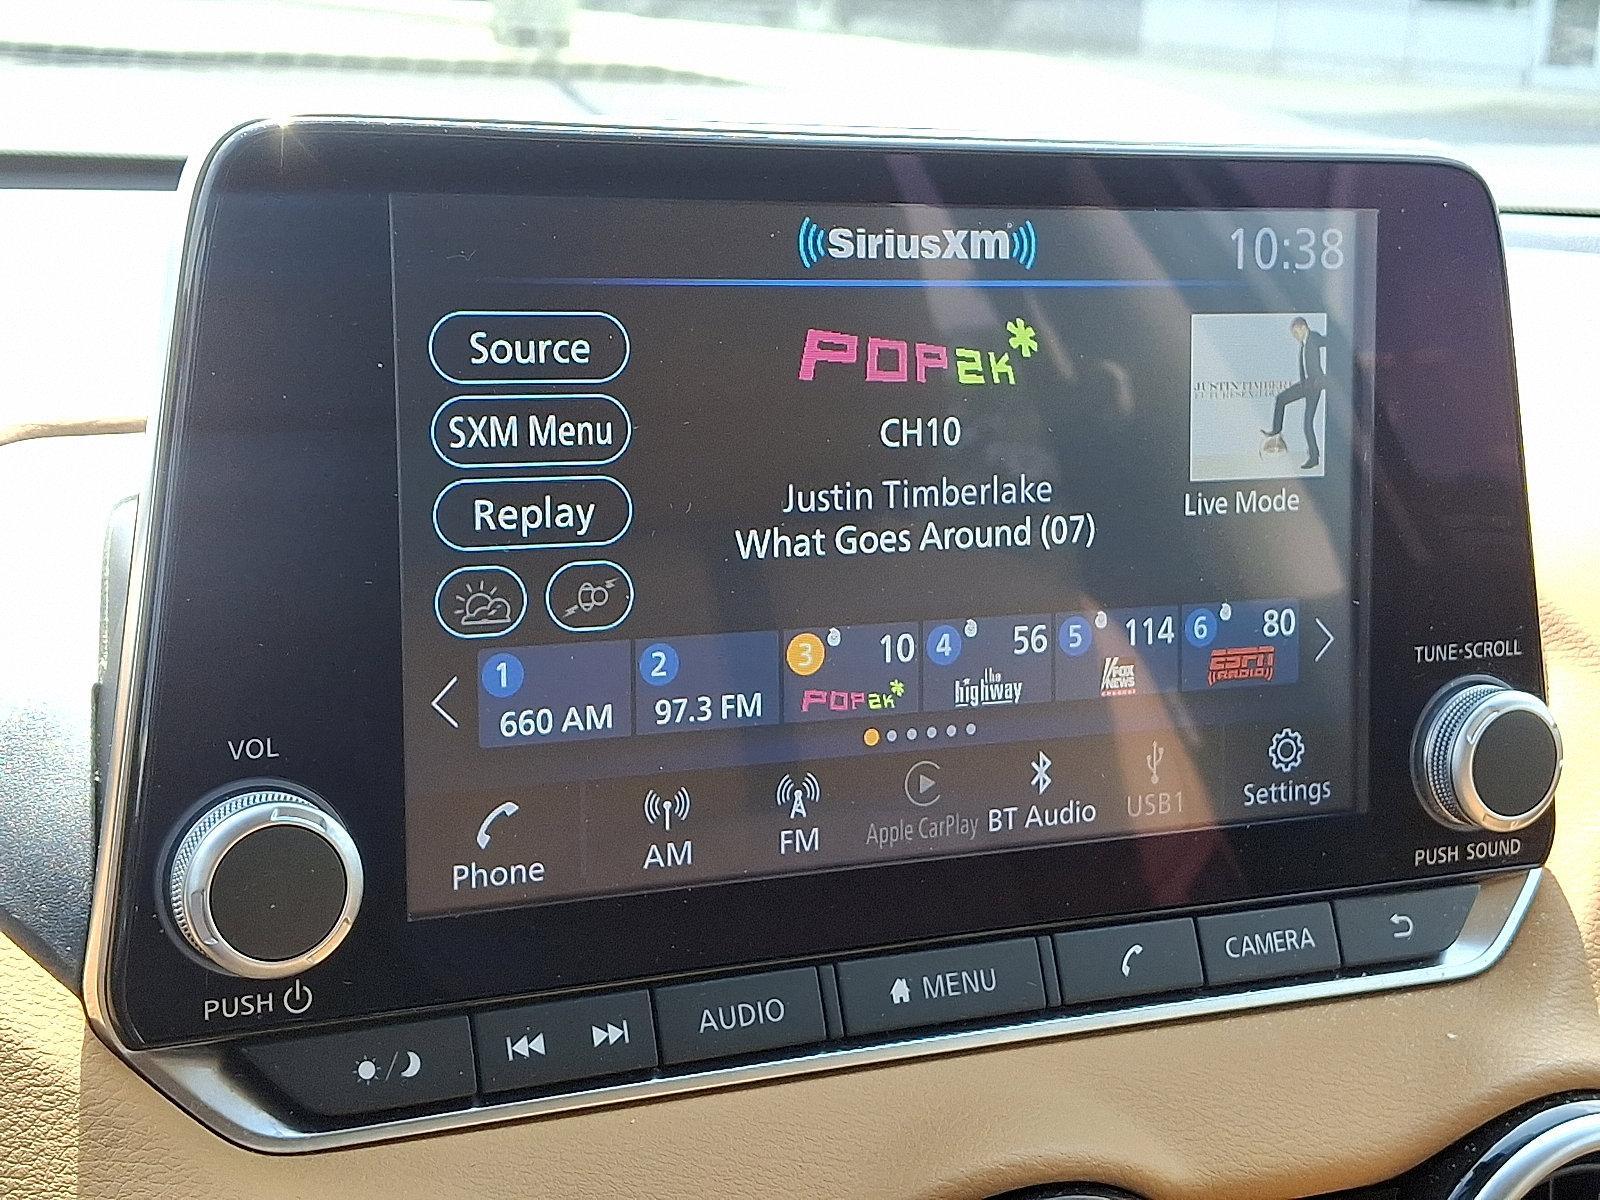 SiriusXM
10:38
Source
POP2K*
SXM Menu
CH10
JUSTIN TIMBERL
Replay
Justin Timberlake
Live Mode
What Goes Around (07)
1
660 AM
2
97.3 FM
3 10
POP2K*
4 56
the highway
5 114
FOX NEWS channel
6 80
ESPN RADIO
VOL
TUNE·SCROLL
Phone
AM
FM
Apple CarPlay
BT Audio
USB1
Settings
PUSH
PUSH SOUND
AUDIO
MENU
CAMERA